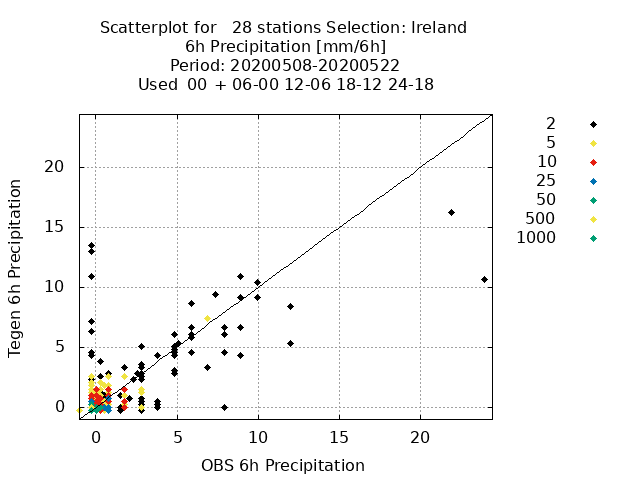 Scatterplot for   28 stations Selection: Ireland
6h Precipitation [mm/6h]
Period: 20200508-20200522
Used  00 + 06-00 12-06 18-12 24-18
2
5
10
25
50
500
1000
20
15
10
5
0
Tegen 6h Precipitation
0 5 10 15 20
OBS 6h Precipitation